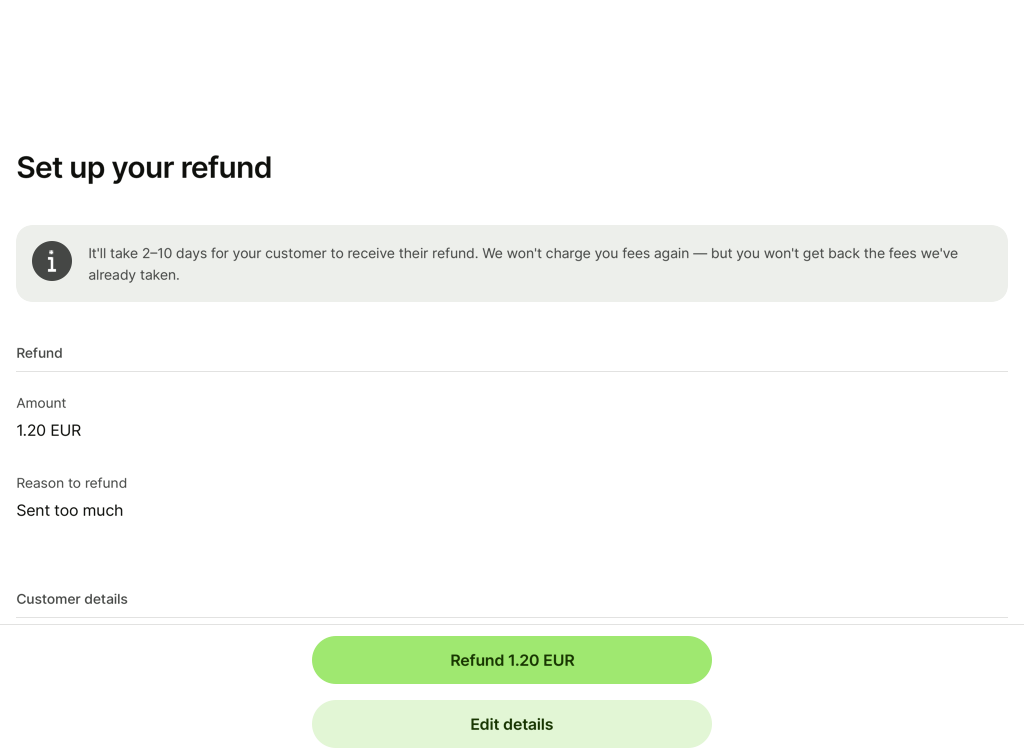 Set up your refund
It'll take 2–10 days for your customer to receive their refund. We won't charge you fees again — but you won't get back the fees we've
already taken.
Refund
Amount
1.20 EUR
Reason to refund
Sent too much
Customer details
Refund 1.20 EUR
Edit details